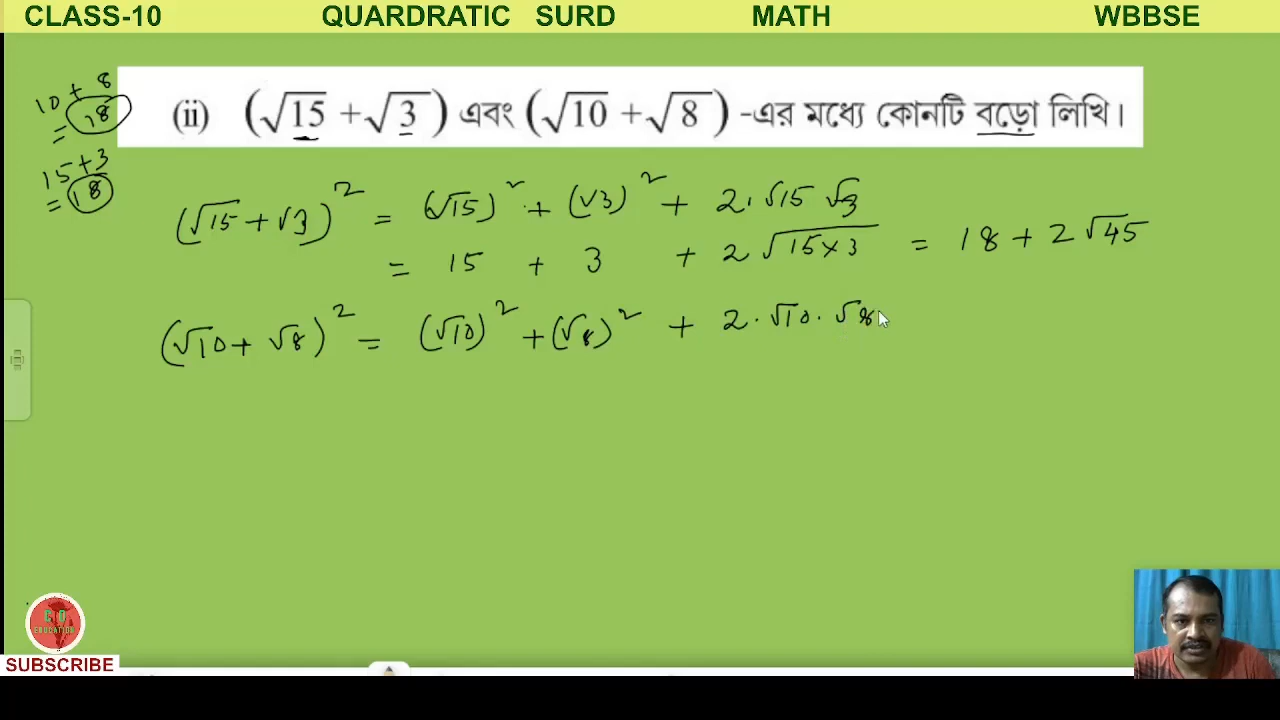 CLASS-10 QUARDRATIC SURD MATH WBBSE
10 + 8
= 18
15+3
= 18
(ii) (√15 + √3) এবং (√10 + √8) -এর মধ্যে কোনটি বড়ো লিখি।
(√15 + √3)² = (√15)² + (√3)² + 2·√15 √3
= 15 + 3 + 2√15×3 = 18 + 2√45
(√10 + √8)² = (√10)² + (√8)² + 2·√10·√8
EDUCATION
SUBSCRIBE